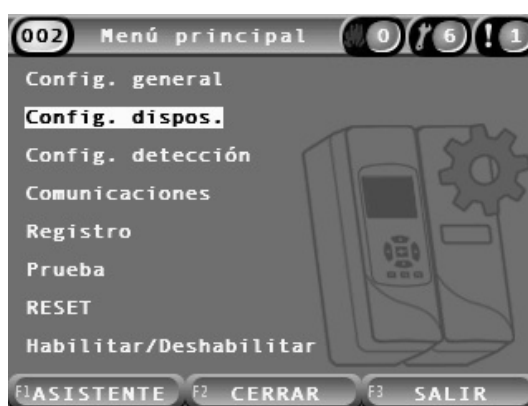 002 Menú principal 0 6 ! 1
Config. general
Config. dispos.
Config. detección
Comunicaciones
Registro
Prueba
RESET
Habilitar/Deshabilitar
F1 ASISTENTE F2 CERRAR F3 SALIR